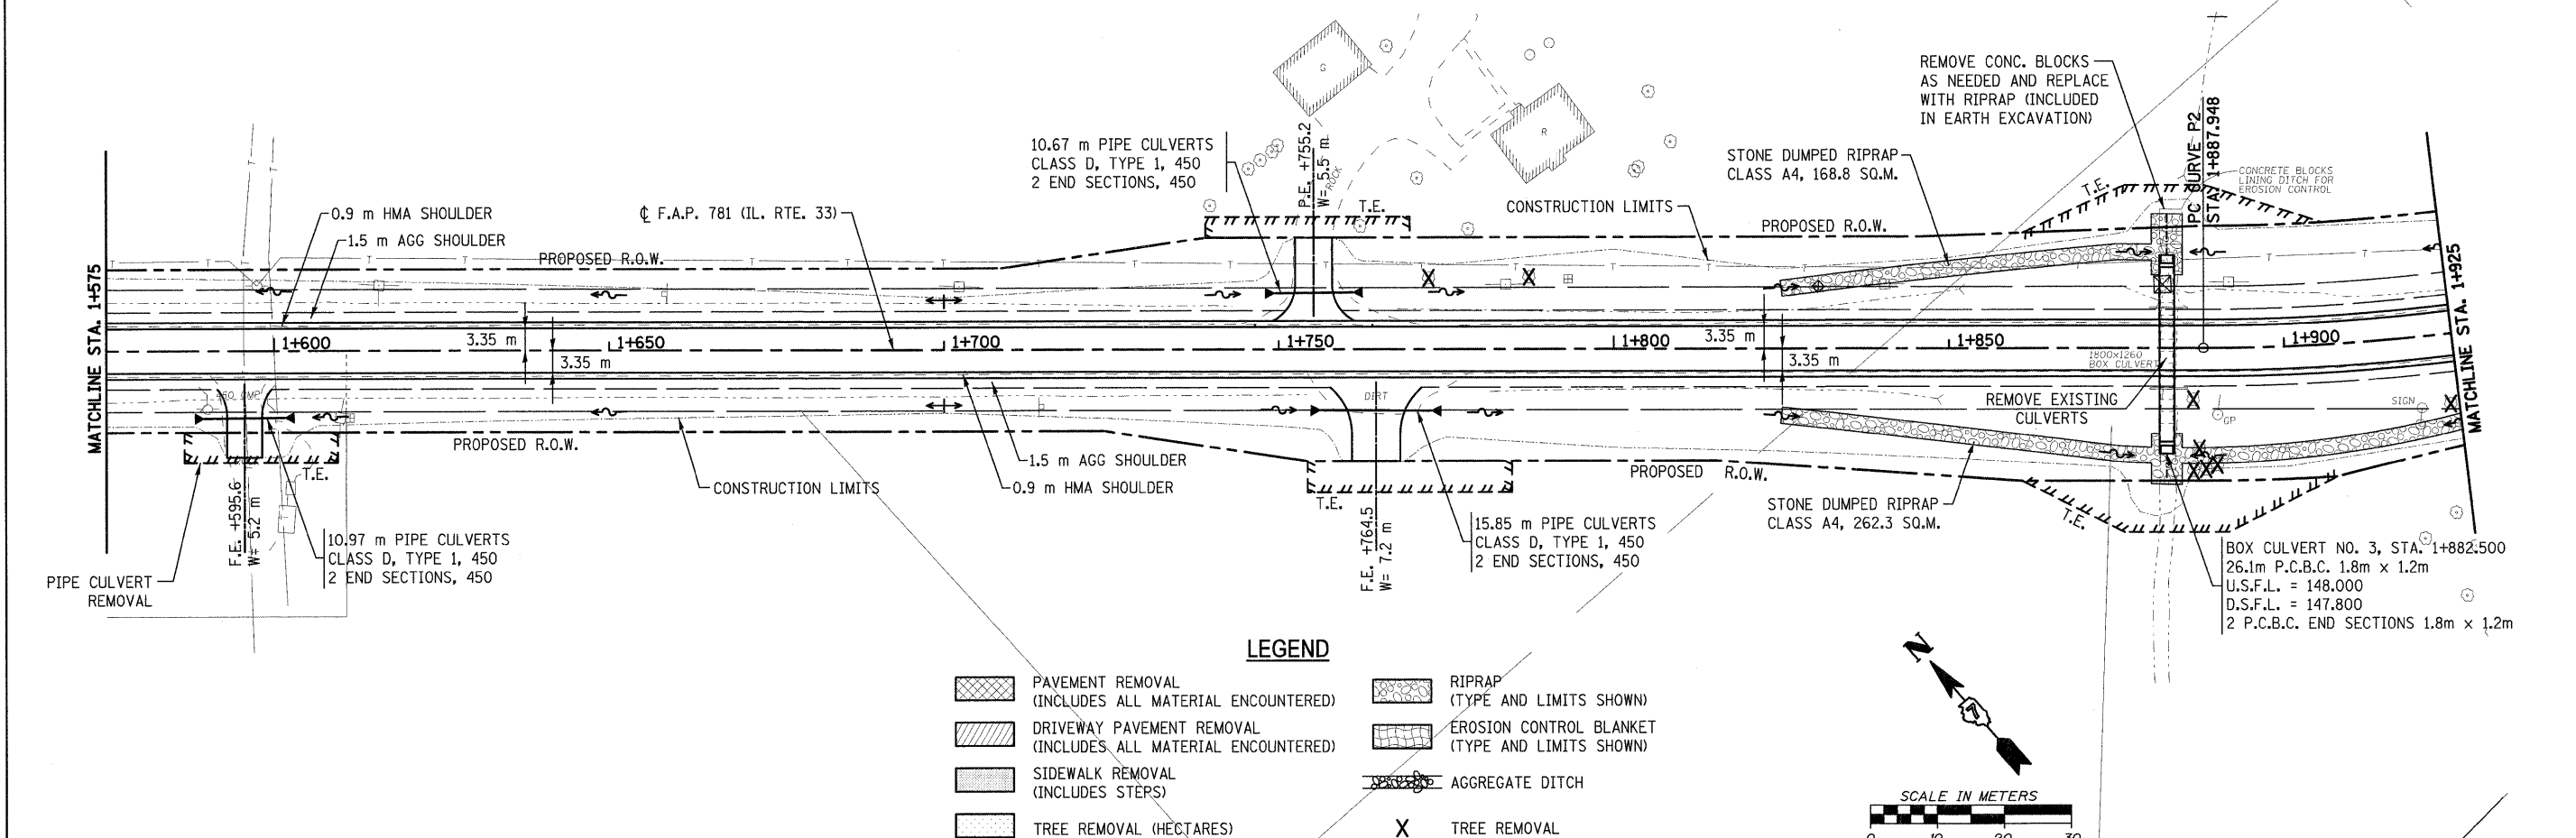 REMOVE CONC. BLOCKS
AS NEEDED AND REPLACE
WITH RIPRAP (INCLUDED
IN EARTH EXCAVATION)
PC CURVE P2
STA. 1+887.948
CONCRETE BLOCKS
LINING DITCH FOR
EROSION CONTROL
G
R
10.67 m PIPE CULVERTS
CLASS D, TYPE 1, 450
2 END SECTIONS, 450
P.E. +755.2
W= 5.5 m
ROCK
T.E.
STONE DUMPED RIPRAP
CLASS A4, 168.8 SQ.M.
T.E.
0.9 m HMA SHOULDER
1.5 m AGG SHOULDER
℄ F.A.P. 781 (IL. RTE. 33)
CONSTRUCTION LIMITS
PROPOSED R.O.W.
PROPOSED R.O.W.
MATCHLINE STA. 1+575
MATCHLINE STA. 1+925
1+600
3.35 m
3.35 m
1+650
1+700
1+750
1+800
3.35 m
3.35 m
1+850
1+900
1800x1260
BOX CULVERT
REMOVE EXISTING
CULVERTS
DIRT
SIGN
GP
PROPOSED R.O.W.
T.E.
1.5 m AGG SHOULDER
0.9 m HMA SHOULDER
CONSTRUCTION LIMITS
PROPOSED R.O.W.
T.E.
STONE DUMPED RIPRAP
CLASS A4, 262.3 SQ.M.
T.E.
F.E. +595.6
W= 5.2 m
10.97 m PIPE CULVERTS
CLASS D, TYPE 1, 450
2 END SECTIONS, 450
PIPE CULVERT
REMOVAL
F.E. +764.5
W= 7.2 m
15.85 m PIPE CULVERTS
CLASS D, TYPE 1, 450
2 END SECTIONS, 450
BOX CULVERT NO. 3, STA. 1+882.500
26.1m P.C.B.C. 1.8m x 1.2m
U.S.F.L. = 148.000
D.S.F.L. = 147.800
2 P.C.B.C. END SECTIONS 1.8m x 1.2m
LEGEND
PAVEMENT REMOVAL
(INCLUDES ALL MATERIAL ENCOUNTERED)
DRIVEWAY PAVEMENT REMOVAL
(INCLUDES ALL MATERIAL ENCOUNTERED)
SIDEWALK REMOVAL
(INCLUDES STEPS)
TREE REMOVAL (HECTARES)
RIPRAP
(TYPE AND LIMITS SHOWN)
EROSION CONTROL BLANKET
(TYPE AND LIMITS SHOWN)
AGGREGATE DITCH
X TREE REMOVAL
N
7
SCALE IN METERS
0 10 20 30